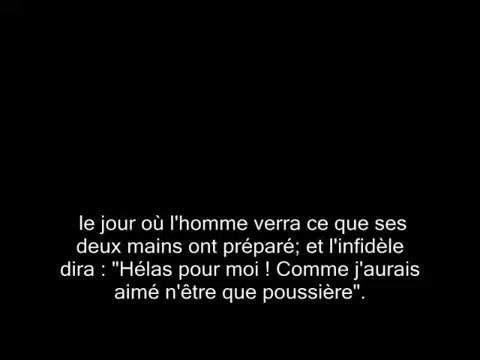 le jour où l'homme verra ce que ses
deux mains ont préparé; et l'infidèle
dira : "Hélas pour moi ! Comme j'aurais
aimé n'être que poussière".